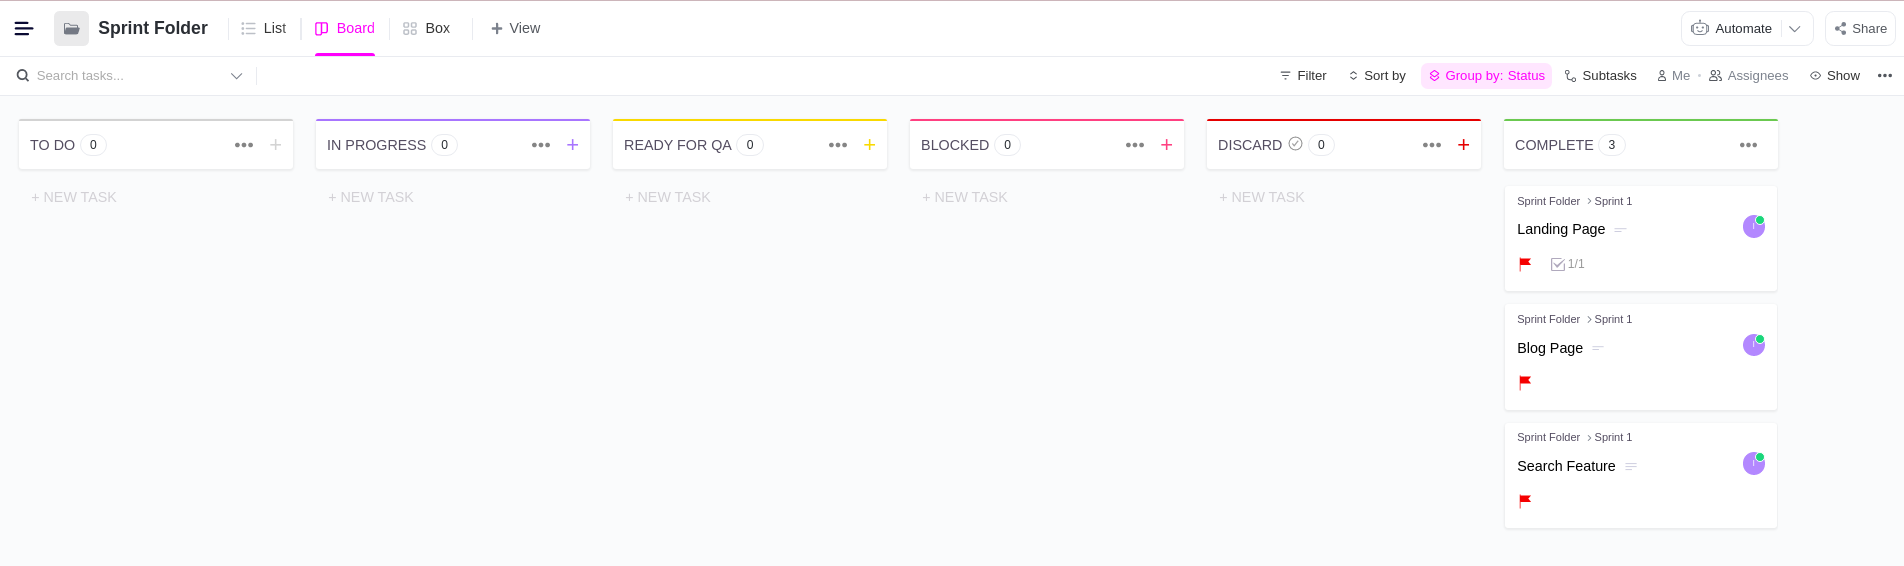 Sprint Folder
List
Board
Box
+ View
Automate
Share
Search tasks...
Filter
Sort by
Group by: Status
Subtasks
Me
Assignees
Show
TO DO 0
+ NEW TASK
IN PROGRESS 0
+ NEW TASK
READY FOR QA 0
+ NEW TASK
BLOCKED 0
+ NEW TASK
DISCARD 0
+ NEW TASK
COMPLETE 3
Sprint Folder > Sprint 1
Landing Page
1/1
Sprint Folder > Sprint 1
Blog Page
Sprint Folder > Sprint 1
Search Feature